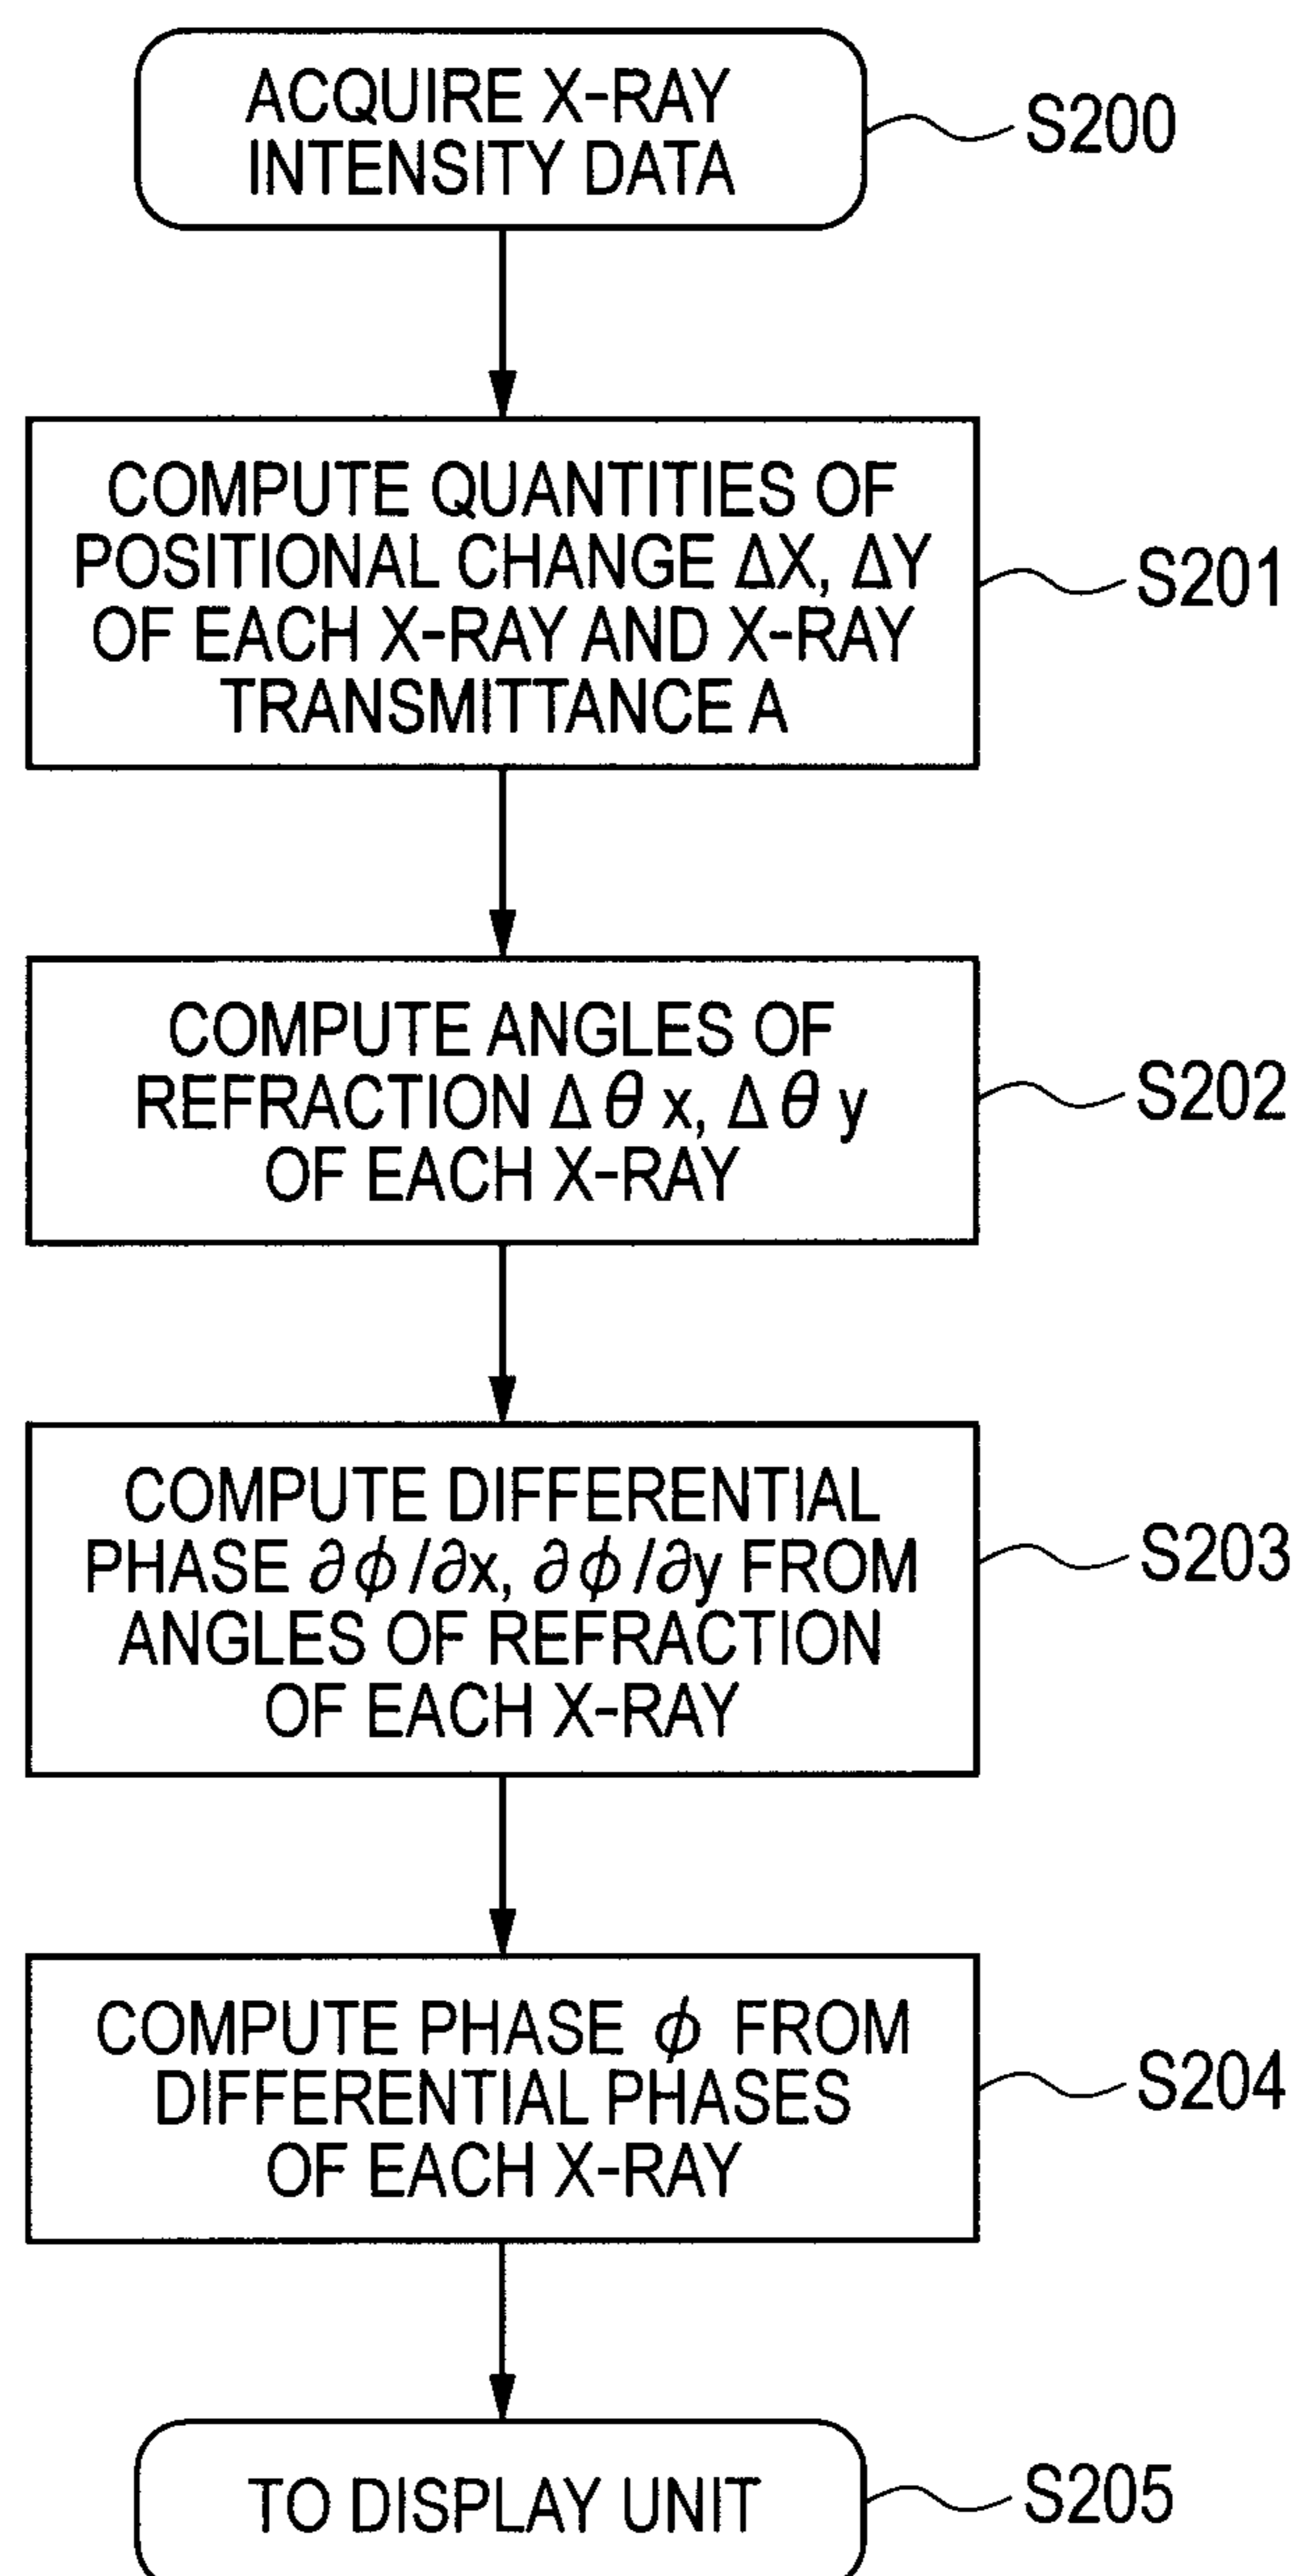 ACQUIRE X-RAY
INTENSITY DATA
S200
COMPUTE QUANTITIES OF
POSITIONAL CHANGE ΔX, ΔY
OF EACH X-RAY AND X-RAY
TRANSMITTANCE A
S201
COMPUTE ANGLES OF
REFRACTION Δθx, Δθy
OF EACH X-RAY
S202
COMPUTE DIFFERENTIAL
PHASE ∂ϕ/∂x, ∂ϕ/∂y FROM
ANGLES OF REFRACTION
OF EACH X-RAY
S203
COMPUTE PHASE ϕ FROM
DIFFERENTIAL PHASES
OF EACH X-RAY
S204
TO DISPLAY UNIT
S205